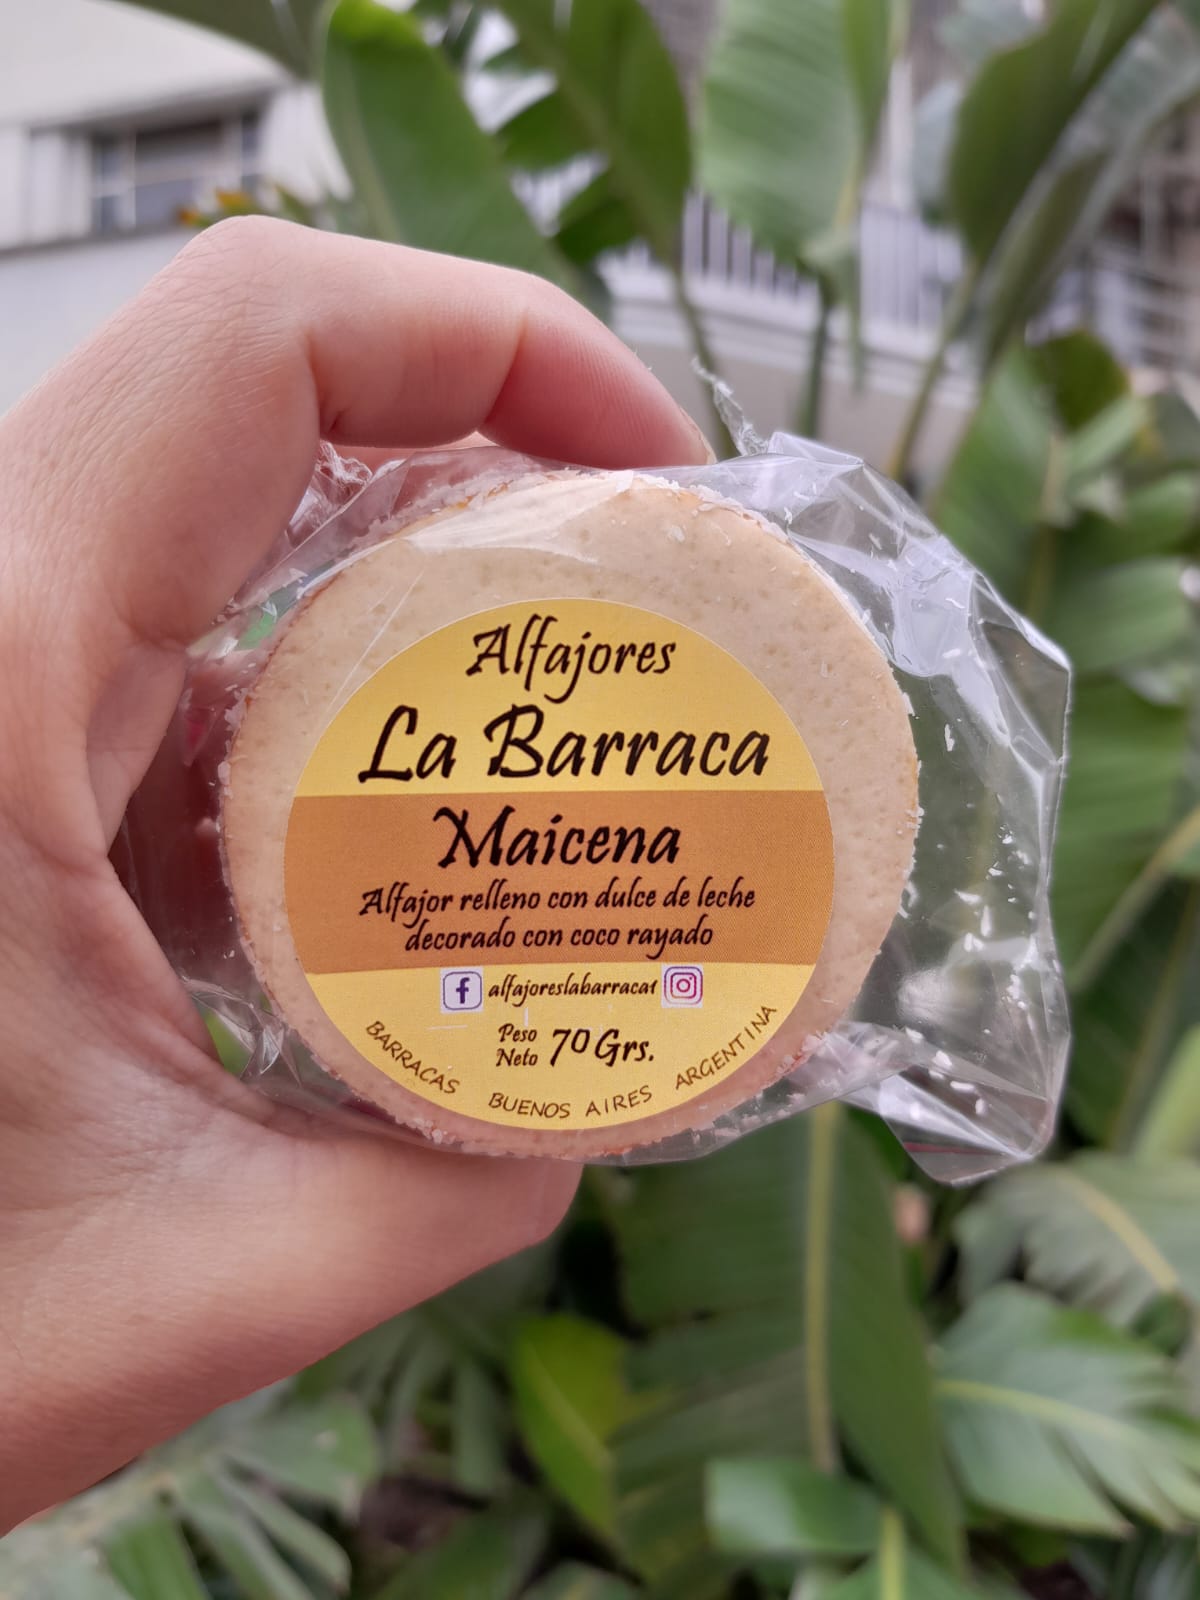 Alfajores
La Barraca
Maicena
Alfajor relleno con dulce de leche
decorado con coco rayado
alfajoreslabarraca1
Peso
Neto 70 Grs.
BARRACAS BUENOS AIRES ARGENTINA